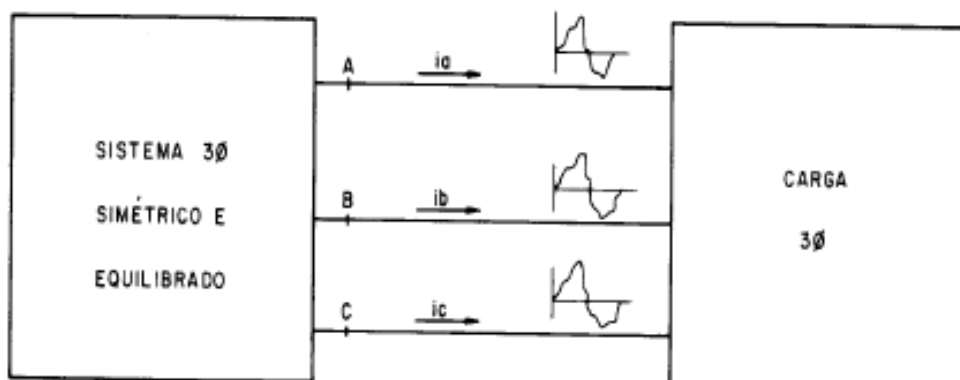 SISTEMA 3Ø
SIMÉTRICO E
EQUILIBRADO
A
ia
B
ib
C
ic
CARGA
3Ø